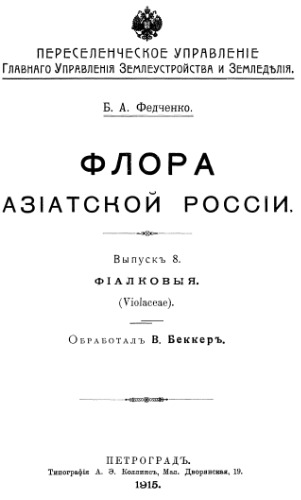 ПЕРЕСЕЛЕНЧЕСКОЕ УПРАВЛЕНІЕ
Главнаго Управленія Землеустройства и Земледѣлія.
Б. А. Федченко.
ФЛОРА
АЗІАТСКОЙ РОССІИ.
Выпускъ 8.
ФІАЛКОВЫЯ.
(Violaceae).
Обработалъ В. Беккеръ.
ПЕТРОГРАДЪ.
Типографія А. Э. Коллинсъ, Мал. Дворянская, 19.
1915.